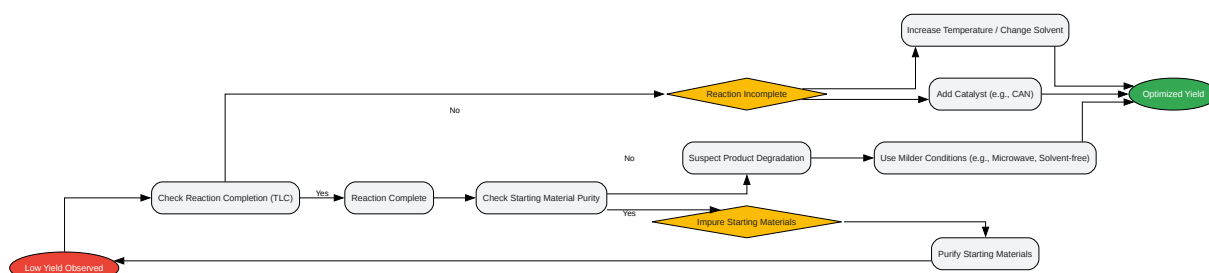 Increase Temperature / Change Solvent
Reaction Incomplete
Add Catalyst (e.g., CAN)
Optimized Yield
No
No
Suspect Product Degradation
Use Milder Conditions (e.g., Microwave, Solvent-free)
Check Reaction Completion (TLC)
Yes
Reaction Complete
Check Starting Material Purity
Yes
Impure Starting Materials
Purify Starting Materials
Low Yield Observed